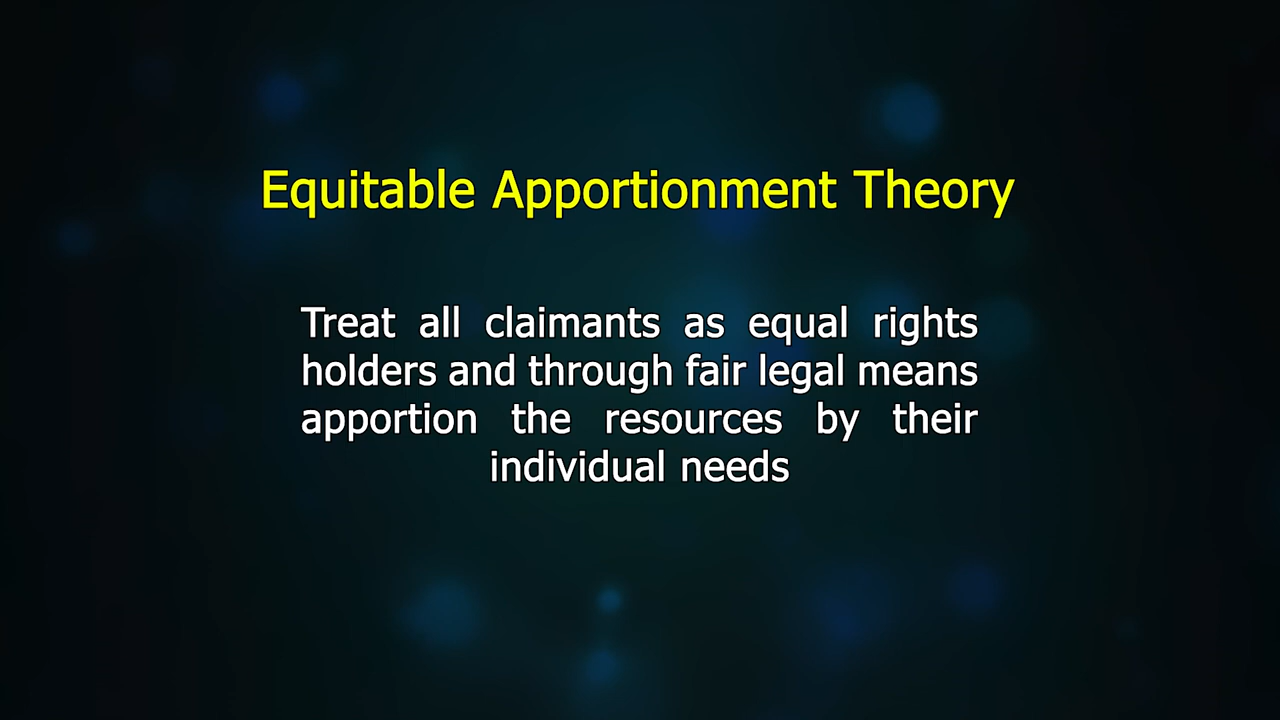 Equitable Apportionment Theory
Treat all claimants as equal rights
holders and through fair legal means
apportion the resources by their
individual needs